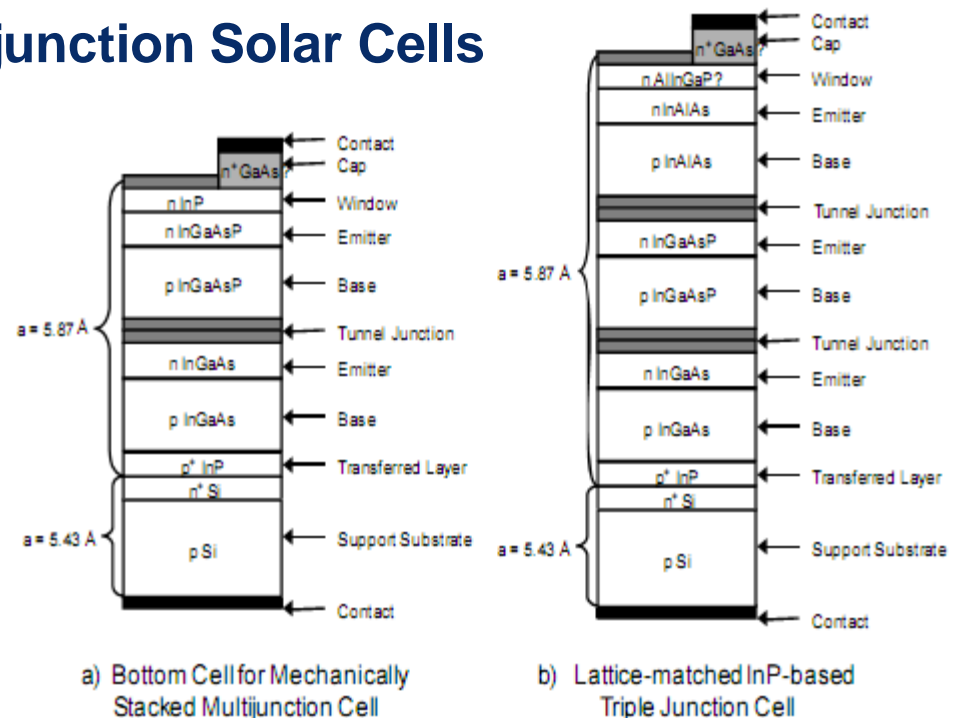 junction Solar Cells
Contact
Cap
n⁺ GaAs ?
Window
n InP
n InGaAsP
Emitter
p InGaAsP
Base
a = 5.87 Å
Tunnel Junction
n InGaAs
Emitter
p InGaAs
Base
p⁺ InP
Transferred Layer
n⁺ Si
a = 5.43 Å
p Si
Support Substrate
Contact
a) Bottom Cell for Mechanically
Stacked Multijunction Cell
Contact
n⁺ GaAs ?
Cap
n AlInGaP?
Window
n InAlAs
Emitter
p InAlAs
Base
Tunnel Junction
n InGaAsP
Emitter
a = 5.87 Å
p InGaAsP
Base
Tunnel Junction
n InGaAs
Emitter
p InGaAs
Base
p⁺ InP
Transferred Layer
n⁺ Si
a = 5.43 Å
p Si
Support Substrate
Contact
b) Lattice-matched InP-based
Triple Junction Cell